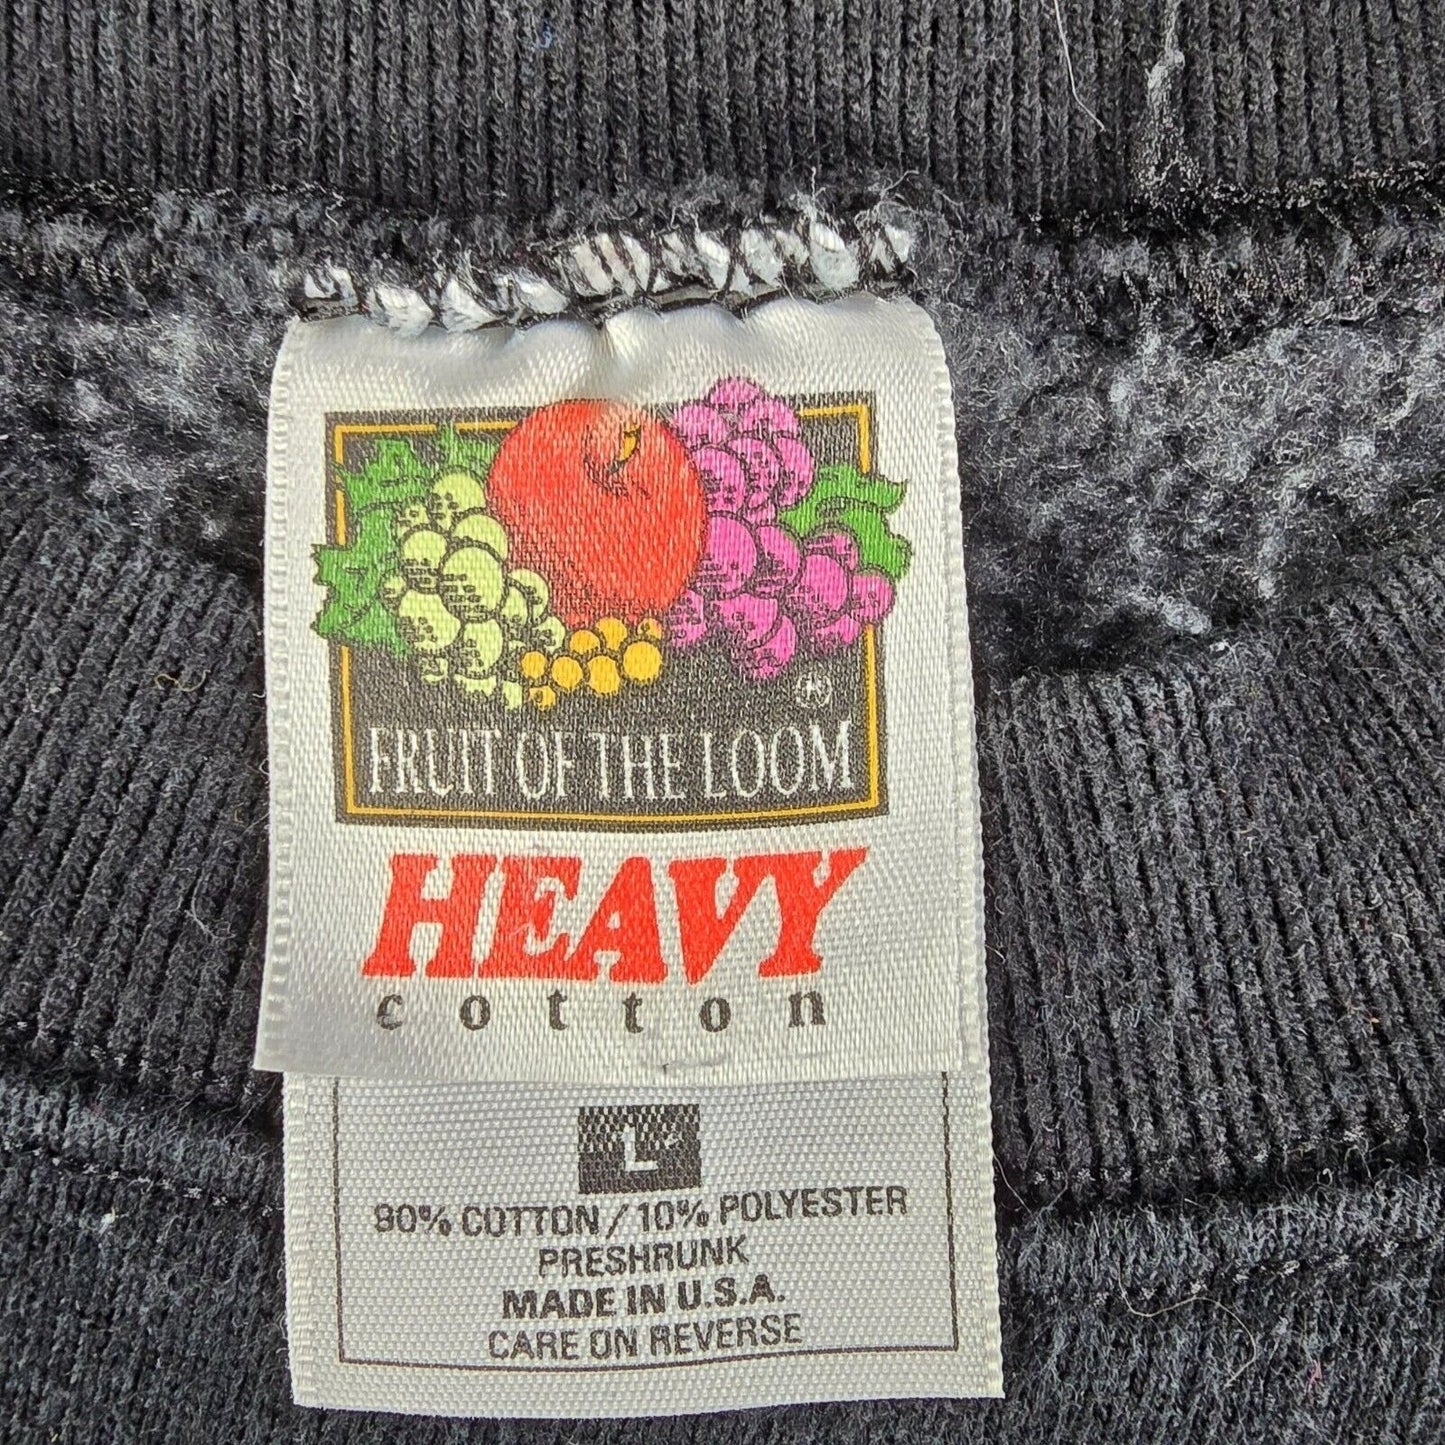 ®
FRUIT OF THE LOOM
HEAVY
cotton
L
90% COTTON / 10% POLYESTER
PRESHRUNK
MADE IN U.S.A.
CARE ON REVERSE